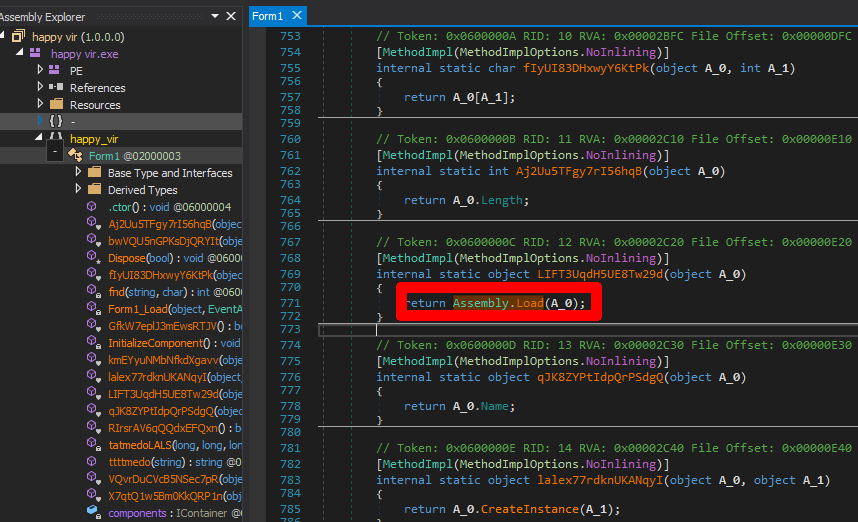 Assembly Explorer
happy vir (1.0.0.0)
happy vir.exe
PE
References
Resources
{ } -
{ } happy_vir
-
Form1 @02000003
Base Type and Interfaces
Derived Types
.ctor() : void @06000004
Aj2Uu5TFgy7rI56hqB(objec
bwVQU5nGPKsDjQRYIt(obje
Dispose(bool) : void @0600
fIyUI83DHxwyY6KtPk(object
fnd(string, char) : int @0600
Form1_Load(object, EventA
GfkW7eplJ3mEwsRTJV() : bo
InitializeComponent() : void
kmEYyuNMbNfkdXgavv(obje
lalex77rdknUKANqyI(object,
LIFT3UqdH5UE8Tw29d(objec
qJK8ZYPtIdpQrPSdgQ(object
RIrsrAV6qQQdxEFQxn() : b
tatmedoLALS(long, long, lon
ttttmedo(string) : string @0
VQvrDuCVcB5NSec7pR(objec
X7qtQ1w5Bm0KkQRP1n(obj
components : IContainer @0
Form1
753 // Token: 0x0600000A RID: 10 RVA: 0x00002BFC File Offset: 0x00000DFC
754 [MethodImpl(MethodImplOptions.NoInlining)]
755 internal static char fIyUI83DHxwyY6KtPk(object A_0, int A_1)
756 {
757 return A_0[A_1];
758 }
759
760 // Token: 0x0600000B RID: 11 RVA: 0x00002C10 File Offset: 0x00000E10
761 [MethodImpl(MethodImplOptions.NoInlining)]
762 internal static int Aj2Uu5TFgy7rI56hqB(object A_0)
763 {
764 return A_0.Length;
765 }
766
767 // Token: 0x0600000C RID: 12 RVA: 0x00002C20 File Offset: 0x00000E20
768 [MethodImpl(MethodImplOptions.NoInlining)]
769 internal static object LIFT3UqdH5UE8Tw29d(object A_0)
770 {
771 return Assembly.Load(A_0);
772 }
773
774 // Token: 0x0600000D RID: 13 RVA: 0x00002C30 File Offset: 0x00000E30
775 [MethodImpl(MethodImplOptions.NoInlining)]
776 internal static object qJK8ZYPtIdpQrPSdgQ(object A_0)
777 {
778 return A_0.Name;
779 }
780
781 // Token: 0x0600000E RID: 14 RVA: 0x00002C40 File Offset: 0x00000E40
782 [MethodImpl(MethodImplOptions.NoInlining)]
783 internal static object lalex77rdknUKANqyI(object A_0, object A_1)
784 {
785 return A_0.CreateInstance(A_1);
786 }